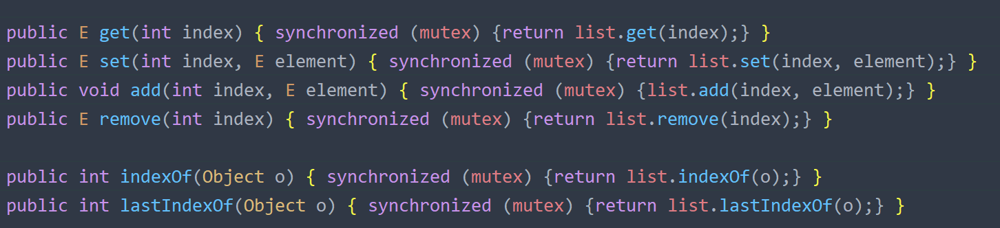 public E get(int index) { synchronized (mutex) {return list.get(index);} }
public E set(int index, E element) { synchronized (mutex) {return list.set(index, element);} }
public void add(int index, E element) { synchronized (mutex) {list.add(index, element);} }
public E remove(int index) { synchronized (mutex) {return list.remove(index);} }
public int indexOf(Object o) { synchronized (mutex) {return list.indexOf(o);} }
public int lastIndexOf(Object o) { synchronized (mutex) {return list.lastIndexOf(o);} }